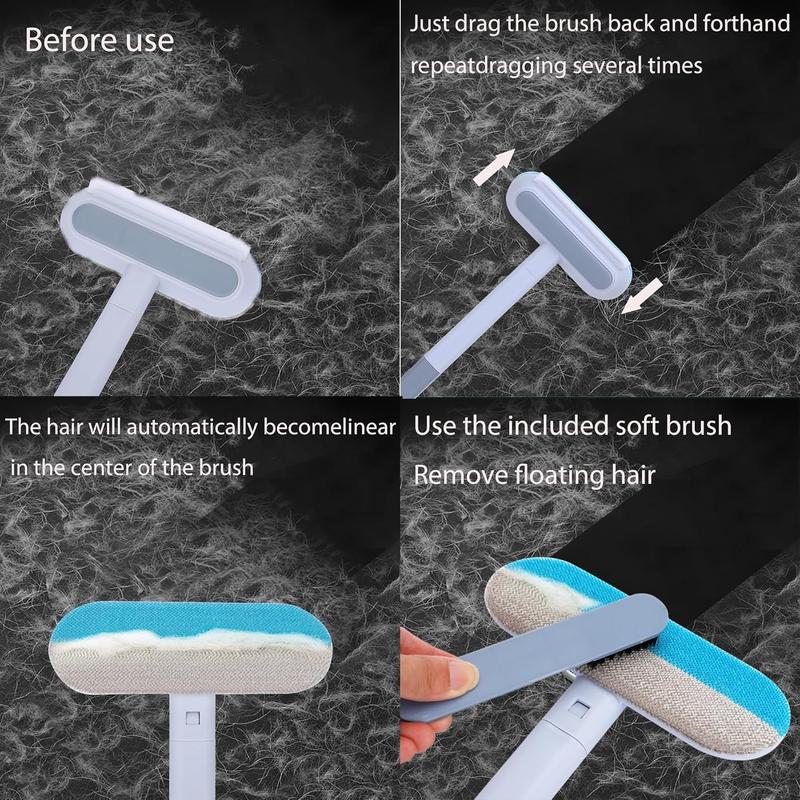 Before use
Just drag the brush back and forthand
repeatdragging several times
The hair will automatically becomelinear
in the center of the brush
Use the included soft brush
Remove floating hair